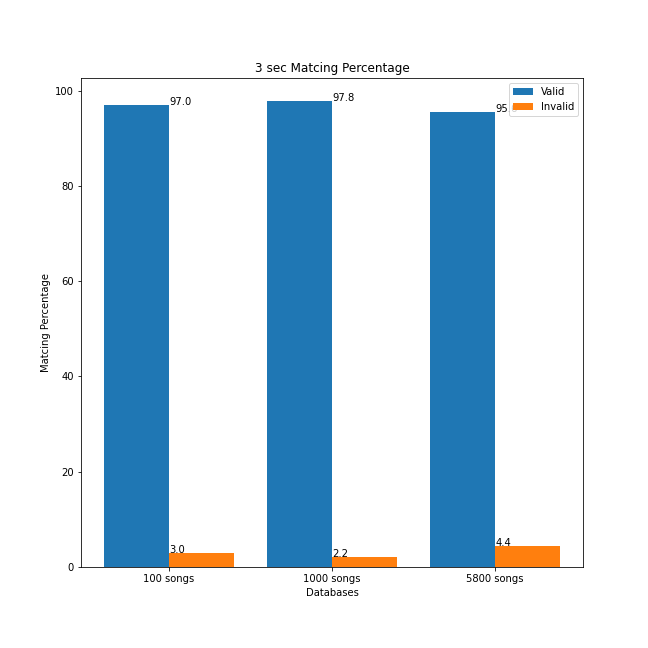 3 sec Matcing Percentage
Matcing Percentage
100
80
60
40
20
0
97.0
97.8
95.
3.0
2.2
4.4
Valid
Invalid
100 songs
1000 songs
5800 songs
Databases